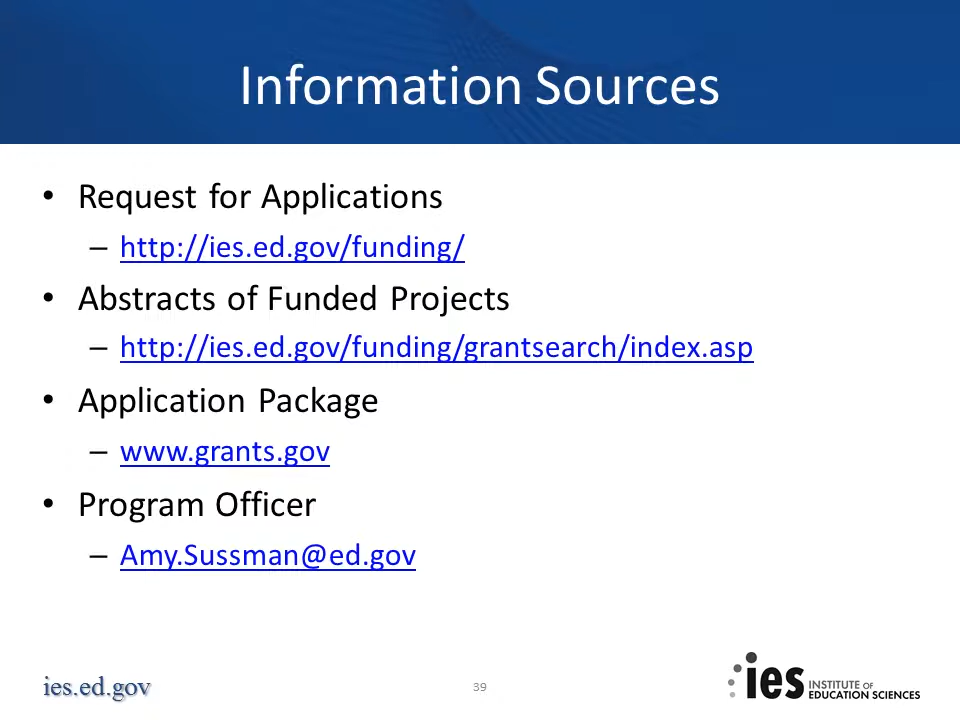 Information Sources
• Request for Applications
– http://ies.ed.gov/funding/
• Abstracts of Funded Projects
– http://ies.ed.gov/funding/grantsearch/index.asp
• Application Package
– www.grants.gov
• Program Officer
– Amy.Sussman@ed.gov
ies.ed.gov
39
ies INSTITUTE OF
EDUCATION SCIENCES